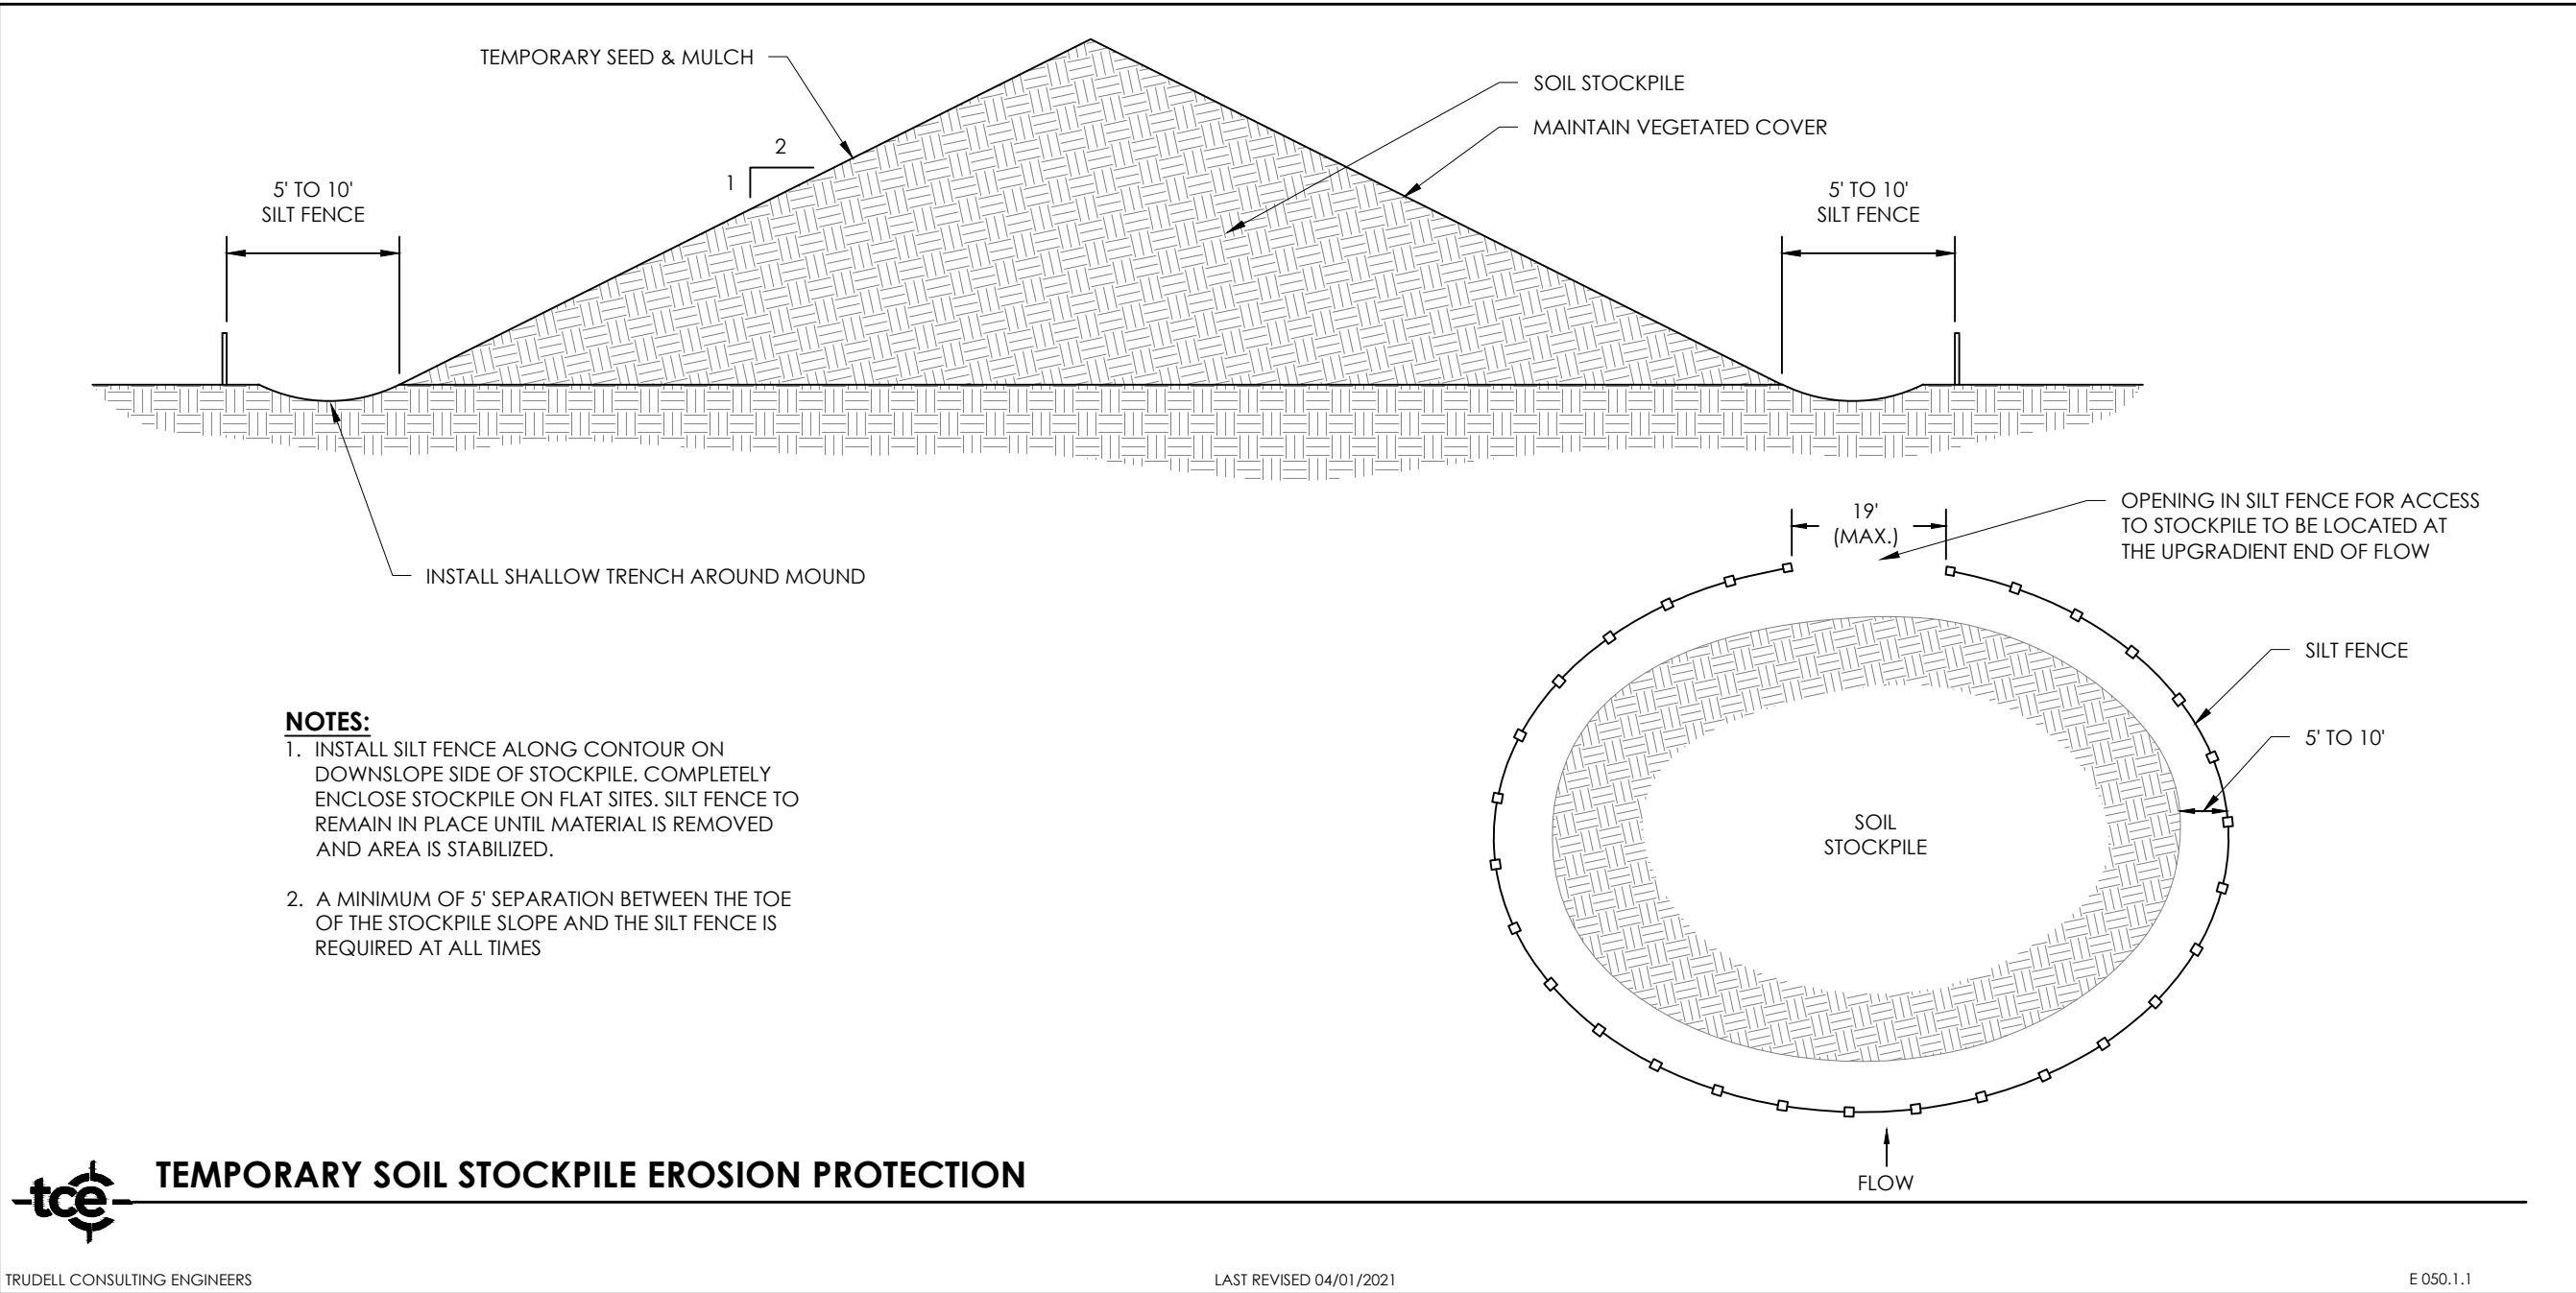 TEMPORARY SEED & MULCH
SOIL STOCKPILE
MAINTAIN VEGETATED COVER
2
1
5' TO 10'
SILT FENCE
5' TO 10'
SILT FENCE
INSTALL SHALLOW TRENCH AROUND MOUND
19'
(MAX.)
OPENING IN SILT FENCE FOR ACCESS
TO STOCKPILE TO BE LOCATED AT
THE UPGRADIENT END OF FLOW
SILT FENCE
5' TO 10'
SOIL
STOCKPILE
FLOW
NOTES:
1. INSTALL SILT FENCE ALONG CONTOUR ON
DOWNSLOPE SIDE OF STOCKPILE. COMPLETELY
ENCLOSE STOCKPILE ON FLAT SITES. SILT FENCE TO
REMAIN IN PLACE UNTIL MATERIAL IS REMOVED
AND AREA IS STABILIZED.
2. A MINIMUM OF 5' SEPARATION BETWEEN THE TOE
OF THE STOCKPILE SLOPE AND THE SILT FENCE IS
REQUIRED AT ALL TIMES
tce
TEMPORARY SOIL STOCKPILE EROSION PROTECTION
TRUDELL CONSULTING ENGINEERS
LAST REVISED 04/01/2021
E 050.1.1